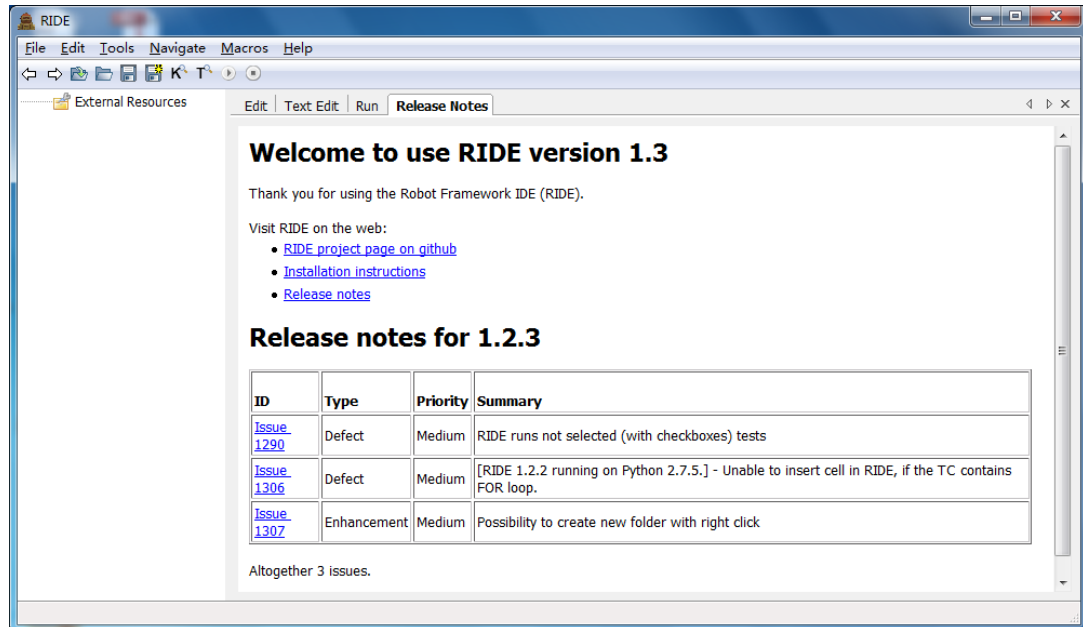 RIDE
File Edit Tools Navigate Macros Help
External Resources
Edit Text Edit Run Release Notes
Welcome to use RIDE version 1.3
Thank you for using the Robot Framework IDE (RIDE).
Visit RIDE on the web:
RIDE project page on github
Installation instructions
Release notes
Release notes for 1.2.3
ID Type Priority Summary
Issue 1290 Defect Medium RIDE runs not selected (with checkboxes) tests
Issue 1306 Defect Medium [RIDE 1.2.2 running on Python 2.7.5.] - Unable to insert cell in RIDE, if the TC contains
FOR loop.
Issue 1307 Enhancement Medium Possibility to create new folder with right click
Altogether 3 issues.